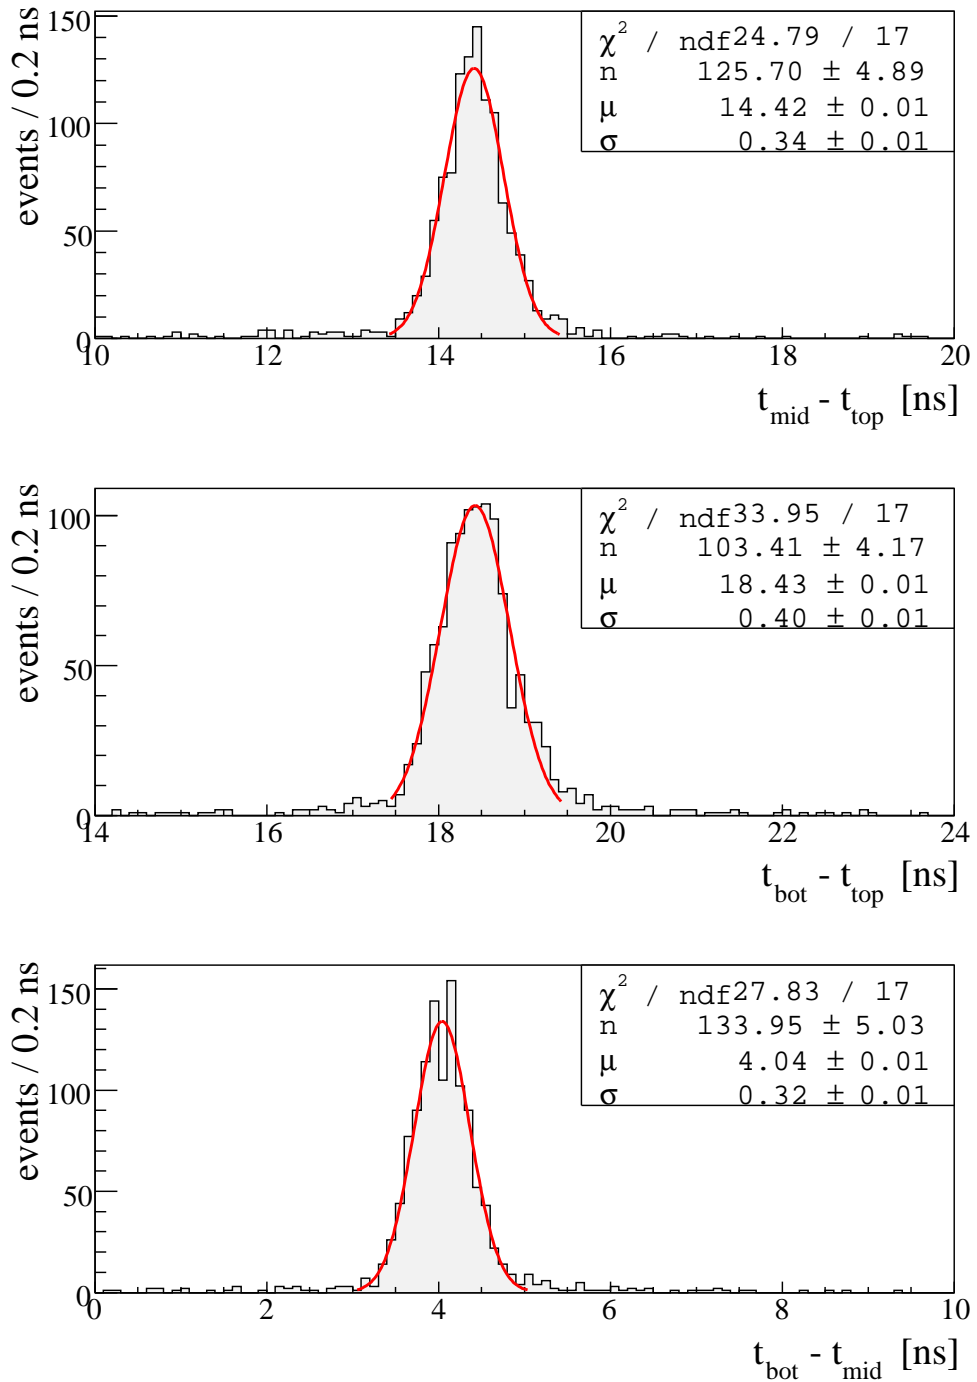 events / 0.2 ns
150
100
50
0
χ² / ndf 24.79 / 17
n 125.70 ± 4.89
μ 14.42 ± 0.01
σ 0.34 ± 0.01
10 12 14 16 18 20
t_mid - t_top [ns]
events / 0.2 ns
100
50
0
χ² / ndf 33.95 / 17
n 103.41 ± 4.17
μ 18.43 ± 0.01
σ 0.40 ± 0.01
14 16 18 20 22 24
t_bot - t_top [ns]
events / 0.2 ns
150
100
50
0
χ² / ndf 27.83 / 17
n 133.95 ± 5.03
μ 4.04 ± 0.01
σ 0.32 ± 0.01
0 2 4 6 8 10
t_bot - t_mid [ns]